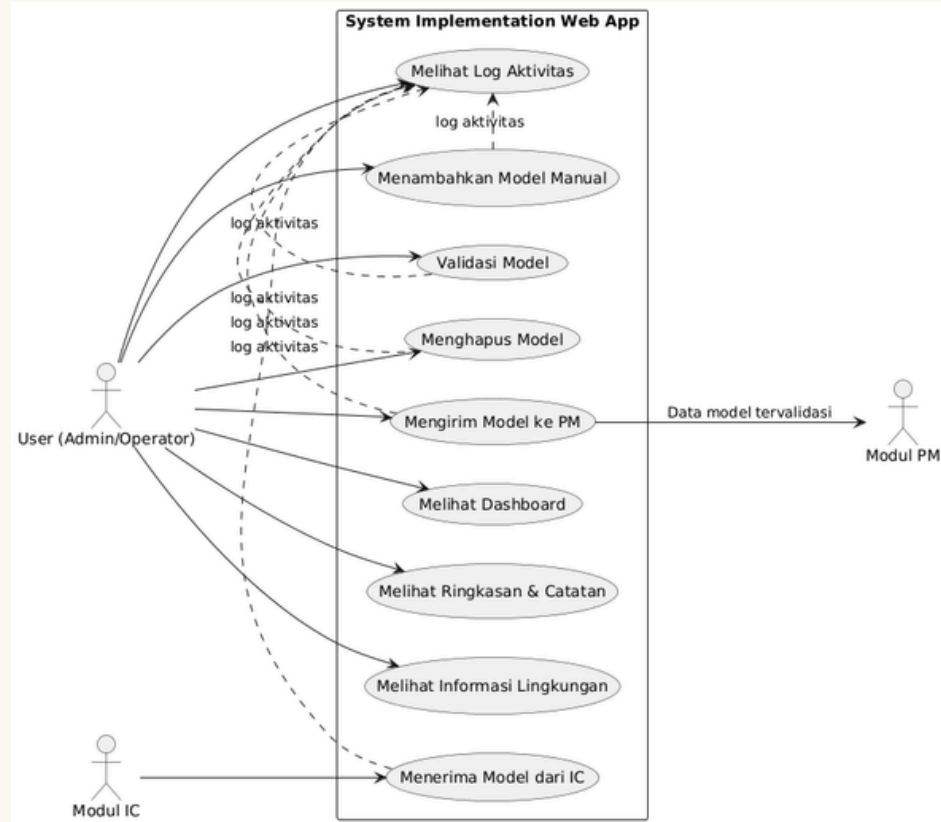 System Implementation Web App
Melihat Log Aktivitas
log aktivitas
Menambahkan Model Manual
log aktivitas
Validasi Model
log aktivitas
log aktivitas
log aktivitas
Menghapus Model
User (Admin/Operator)
Mengirim Model ke PM
Data model tervalidasi
Modul PM
Melihat Dashboard
Melihat Ringkasan & Catatan
Melihat Informasi Lingkungan
Modul IC
Menerima Model dari IC